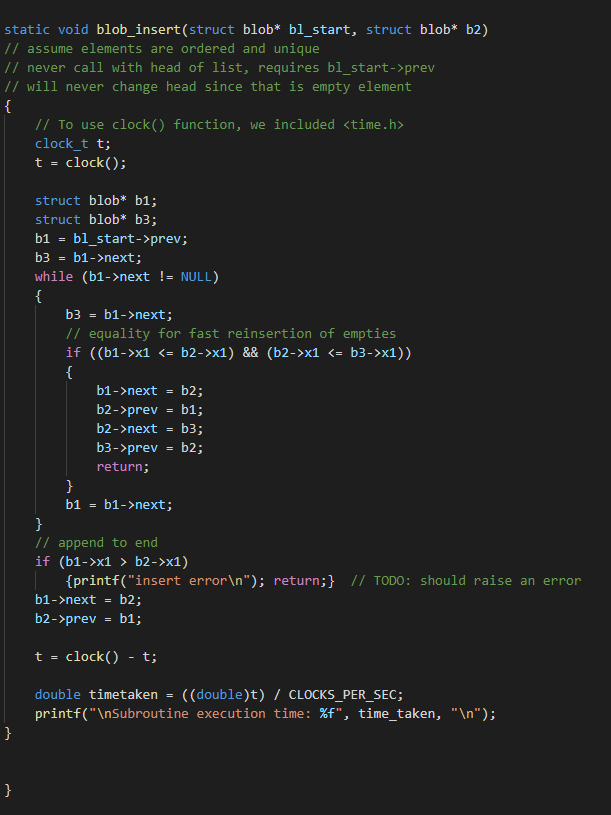 static void blob_insert(struct blob* bl_start, struct blob* b2)
// assume elements are ordered and unique
// never call with head of list, requires bl_start->prev
// will never change head since that is empty element
{
    // To use clock() function, we included <time.h>
    clock_t t;
    t = clock();

    struct blob* b1;
    struct blob* b3;
    b1 = bl_start->prev;
    b3 = b1->next;
    while (b1->next != NULL)
    {
        b3 = b1->next;
        // equality for fast reinsertion of empties
        if ((b1->x1 <= b2->x1) && (b2->x1 <= b3->x1))
        {
            b1->next = b2;
            b2->prev = b1;
            b2->next = b3;
            b3->prev = b2;
            return;
        }
        b1 = b1->next;
    }
    // append to end
    if (b1->x1 > b2->x1)
        {printf("insert error\n"); return;}  // TODO: should raise an error
    b1->next = b2;
    b2->prev = b1;

    t = clock() - t;

    double timetaken = ((double)t) / CLOCKS_PER_SEC;
    printf("\nSubroutine execution time: %f", time_taken, "\n");
}


}